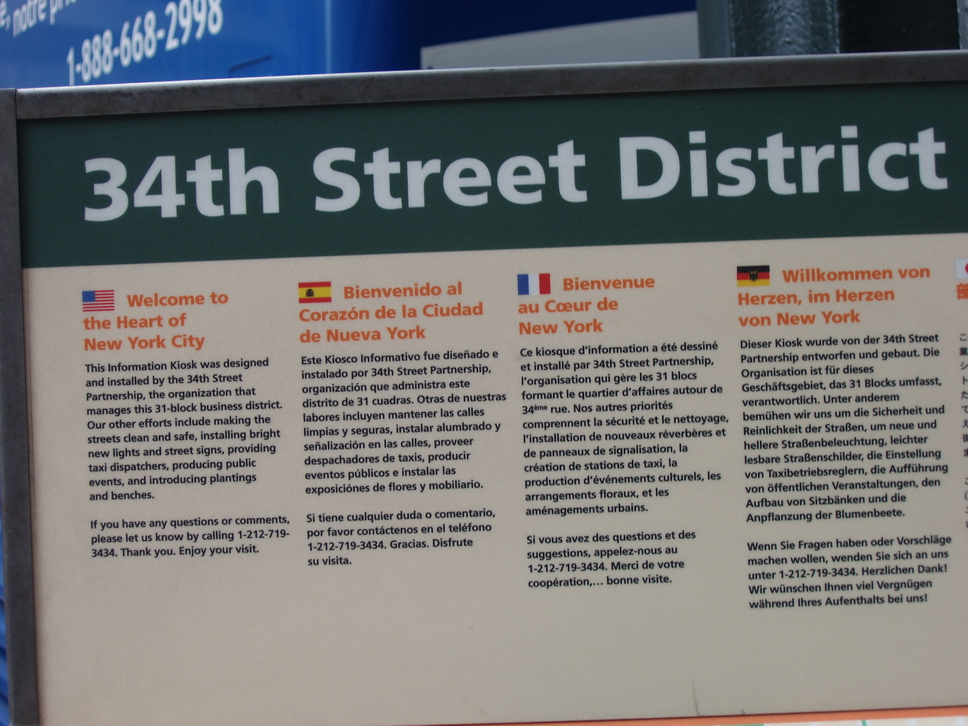 notre
1-888-668-2998
34th Street District
Welcome to
the Heart of
New York City
This Information Kiosk was designed
and installed by the 34th Street
Partnership, the organization that
manages this 31-block business district.
Our other efforts include making the
streets clean and safe, installing bright
new lights and street signs, providing
taxi dispatchers, producing public
events, and introducing plantings
and benches.
If you have any questions or comments,
please let us know by calling 1-212-719-
3434. Thank you. Enjoy your visit.
Bienvenido al
Corazón de la Ciudad
de Nueva York
Este Kiosco Informativo fue diseñado e
instalado por 34th Street Partnership,
organización que administra este
distrito de 31 cuadras. Otras de nuestras
labores incluyen mantener las calles
limpias y seguras, instalar alumbrado y
señalización en las calles, proveer
despachadores de taxis, producir
eventos públicos e instalar las
exposiciónes de flores y mobiliario.
Si tiene cualquier duda o comentario,
por favor contáctenos en el teléfono
1-212-719-3434. Gracias. Disfrute
su visita.
Bienvenue
au Cœur de
New York
Ce kiosque d'information a été dessiné
et installé par 34th Street Partnership,
l'organisation qui gère les 31 blocs
formant le quartier d'affaires autour de
34ème rue. Nos autres priorités
comprennent la sécurité et le nettoyage,
l'installation de nouveaux réverbères et
de panneaux de signalisation, la
création de stations de taxi, la
production d'événements culturels, les
arrangements floraux, et les
aménagements urbains.
Si vous avez des questions et des
suggestions, appelez-nous au
1-212-719-3434. Merci de votre
coopération,... bonne visite.
Willkommen von
Herzen, im Herzen
von New York
Dieser Kiosk wurde von der 34th Street
Partnership entworfen und gebaut. Die
Organisation ist für dieses
Geschäftsgebiet, das 31 Blocks umfasst,
verantwortlich. Unter anderem
bemühen wir uns um die Sicherheit und
Reinlichkeit der Straßen, um neue und
hellere Straßenbeleuchtung, leichter
lesbare Straßenschilder, die Einstellung
von Taxibetriebsreglern, die Aufführung
von öffentlichen Veranstaltungen, den
Aufbau von Sitzbänken und die
Anpflanzung der Blumenbeete.
Wenn Sie Fragen haben oder Vorschläge
machen wollen, wenden Sie sich an uns
unter 1-212-719-3434. Herzlichen Dank!
Wir wünschen Ihnen viel Vergnügen
während Ihres Aufenthalts bei uns!